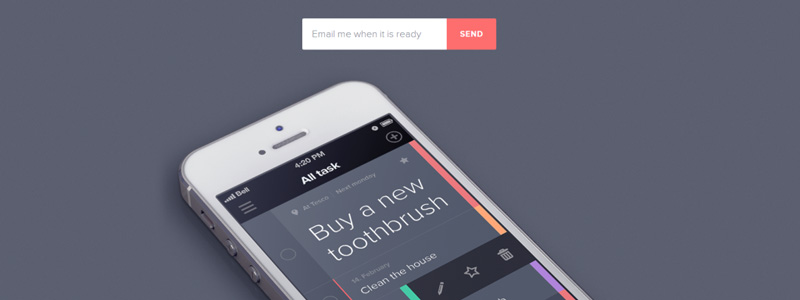 Email me when it is ready
SEND
Bell
4:20 PM
All task
At Tesco
Next monday
Buy a new
toothbrush
14. February
Clean the house